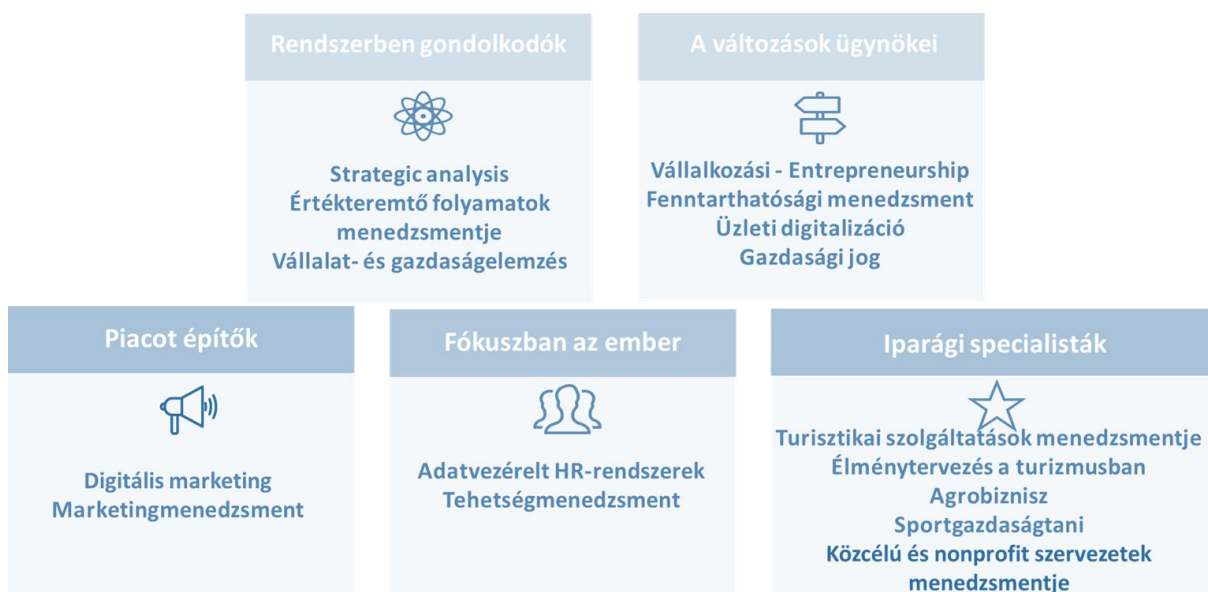 Rendszerben gondolkodók
Strategic analysis
Értékteremtő folyamatok
menedzsmentje
Vállalat- és gazdaságelemzés
A változások ügynökei
Vállalkozási - Entrepreneurship
Fenntarthatósági menedzsment
Üzleti digitalizáció
Gazdasági jog
Piacot építők
Digitális marketing
Marketingmenedzsment
Fókuszban az ember
Adatvezérelt HR-rendszerek
Tehetségmenedzsment
Iparági specialisták
Turisztikai szolgáltatások menedzsmentje
Élménytervezés a turizmusban
Agrobiznisz
Sportgazdaságtani
Közcélú és nonprofit szervezetek
menedzsmentje